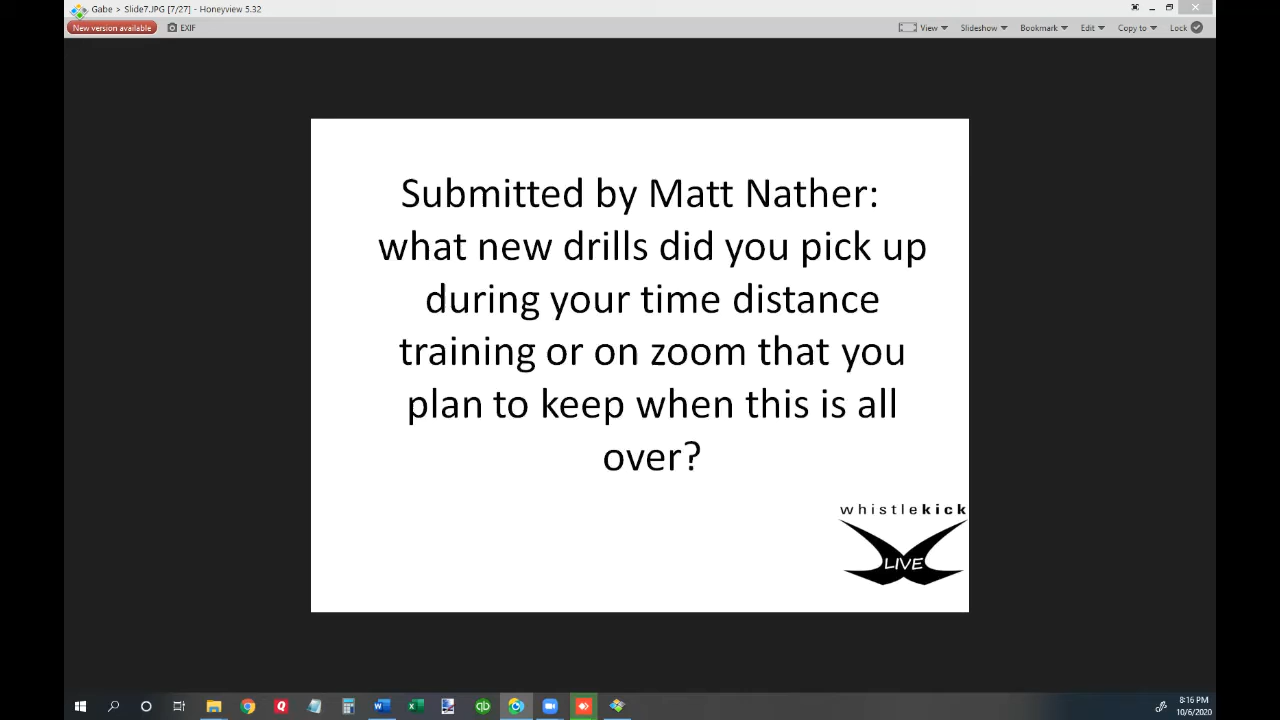 Gabe > Slide7.JPG [7/27] - Honeyview 5.32
New version available EXIF View Slideshow Bookmark Edit Copy to Lock
Submitted by Matt Nather:
what new drills did you pick up
during your time distance
training or on zoom that you
plan to keep when this is all
over?
whistlekick
LIVE
8:16 PM
10/6/2020